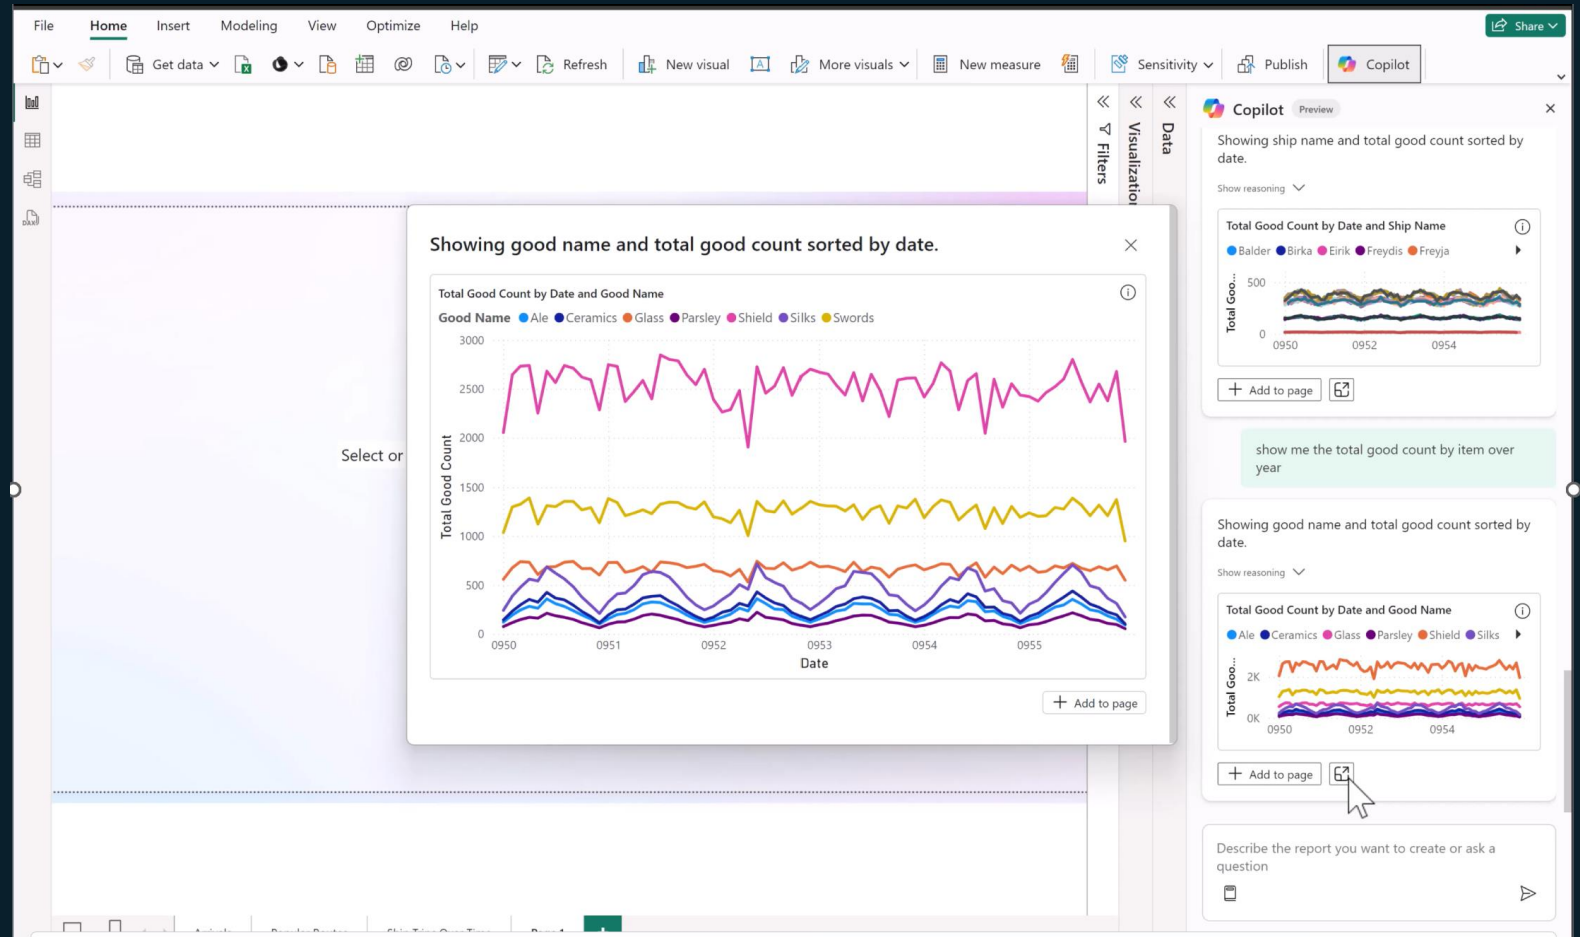 File Home Insert Modeling View Optimize Help
Share
Get data
Refresh
New visual
More visuals
New measure
Sensitivity
Publish
Copilot
Filters
Visualizatio
Data
Select or
Showing good name and total good count sorted by date.
Total Good Count by Date and Good Name
Good Name Ale Ceramics Glass Parsley Shield Silks Swords
Total Good Count
3000
2500
2000
1500
1000
500
0
0950 0951 0952 0953 0954 0955
Date
Add to page
Copilot Preview
Showing ship name and total good count sorted by
date.
Show reasoning
Total Good Count by Date and Ship Name
Balder Birka Eirik Freydis Freyja
Total Goo...
500
0
0950 0952 0954
Add to page
show me the total good count by item over
year
Showing good name and total good count sorted by
date.
Show reasoning
Total Good Count by Date and Good Name
Ale Ceramics Glass Parsley Shield Silks
Total Goo...
2K
0K
0950 0952 0954
Add to page
Describe the report you want to create or ask a
question